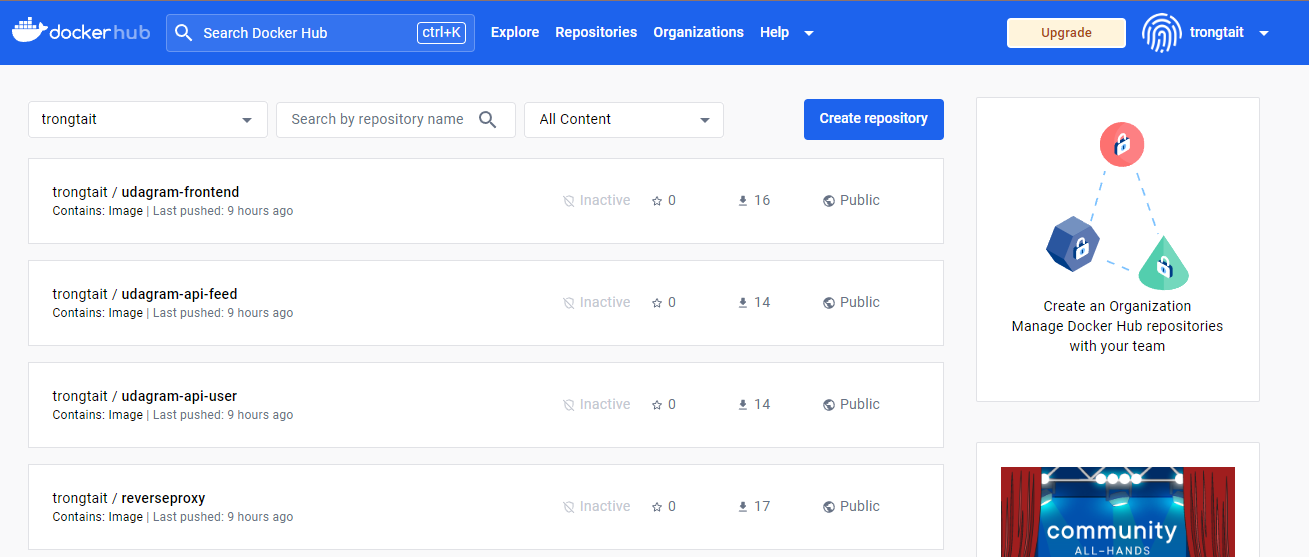 docker hub
Search Docker Hub
ctrl+K
Explore
Repositories
Organizations
Help
Upgrade
trongtait
trongtait
Search by repository name
All Content
Create repository
trongtait / udagram-frontend
Contains: Image | Last pushed: 9 hours ago
Inactive
0
16
Public
trongtait / udagram-api-feed
Contains: Image | Last pushed: 9 hours ago
Inactive
0
14
Public
trongtait / udagram-api-user
Contains: Image | Last pushed: 9 hours ago
Inactive
0
14
Public
trongtait / reverseproxy
Contains: Image | Last pushed: 9 hours ago
Inactive
0
17
Public
Create an Organization
Manage Docker Hub repositories
with your team
community
ALL-HANDS